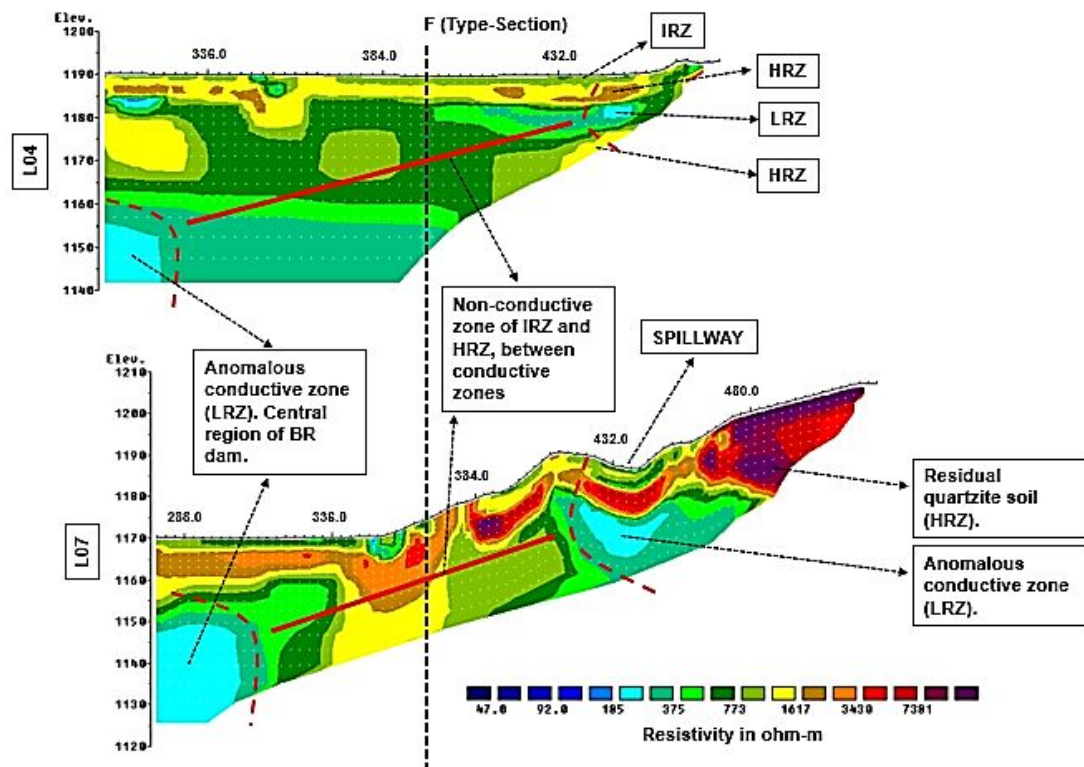 Elev.
F (Type-Section)
IRZ
1200
336.0
384.0
432.0
HRZ
1190
LRZ
1180
L04
1170
HRZ
1160
1150
1140
Non-conductive
zone of IRZ and
HRZ, between
conductive
zones
SPILLWAY
Elev.
1210
Anomalous
conductive zone
(LRZ). Central
region of BR
dam.
480.0
1200
432.0
1190
384.0
1180
288.0
336.0
Residual
quartzite soil
(HRZ).
L07
1170
1160
Anomalous
conductive zone
(LRZ).
1150
1140
1130
1120
47.0 92.0 185 375 773 1617 3430 7381
Resistivity in ohm-m